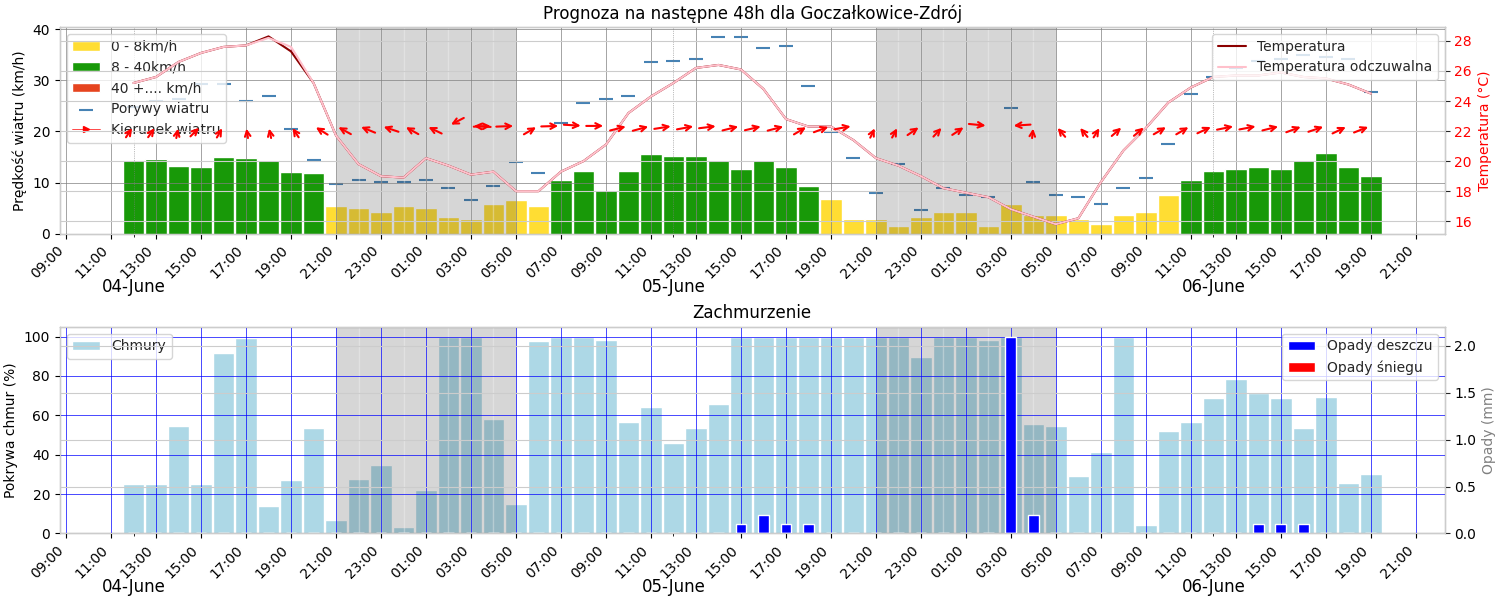 Prognoza na następne 48h dla Goczałkowice-Zdrój
Prędkość wiatru (km/h)
40
30
20
10
0
0 - 8km/h
8 - 40km/h
40 +.... km/h
Porywy wiatru
Kierunek wiatru
Temperatura
Temperatura odczuwalna
28
26
24
22
20
18
16
Temperatura (°C)
09:00 11:00 13:00 15:00 17:00 19:00 21:00 23:00 01:00 03:00 05:00 07:00 09:00 11:00 13:00 15:00 17:00 19:00 21:00 23:00 01:00 03:00 05:00 07:00 09:00 11:00 13:00 15:00 17:00 19:00 21:00
04-June 05-June 06-June
Zachmurzenie
Pokrywa chmur (%)
100
80
60
40
20
0
Chmury
Opady deszczu
Opady śniegu
2.0
1.5
1.0
0.5
0.0
Opady (mm)
09:00 11:00 13:00 15:00 17:00 19:00 21:00 23:00 01:00 03:00 05:00 07:00 09:00 11:00 13:00 15:00 17:00 19:00 21:00 23:00 01:00 03:00 05:00 07:00 09:00 11:00 13:00 15:00 17:00 19:00 21:00
04-June 05-June 06-June